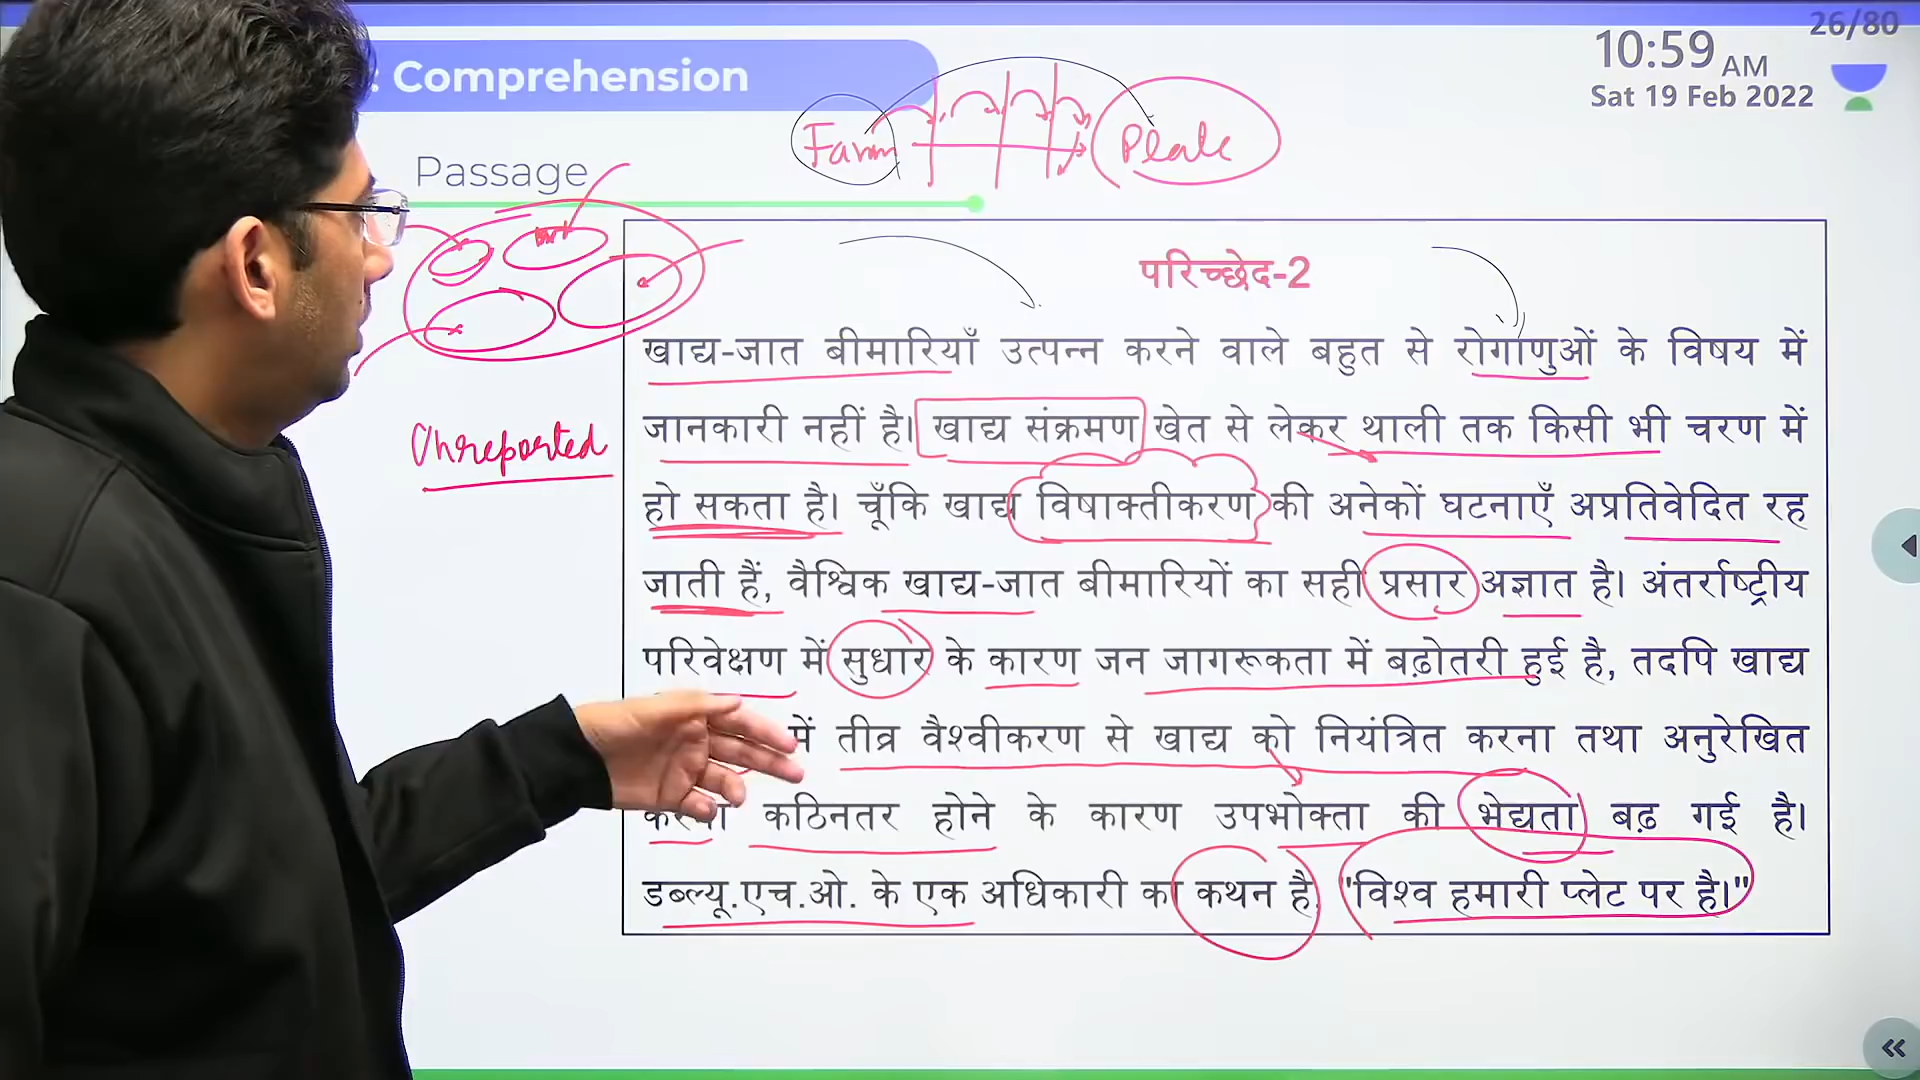 26/80
10:59 AM
Sat 19 Feb 2022
: Comprehension
Farm
Plate
Passage
परिच्छेद-2
खाद्य-जात बीमारियाँ उत्पन्न करने वाले बहुत से रोगाणुओं के विषय में
जानकारी नहीं है। खाद्य संक्रमण खेत से लेकर थाली तक किसी भी चरण में
हो सकता है। चूँकि खाद्य विषाक्तीकरण की अनेकों घटनाएँ अप्रतिवेदित रह
जाती हैं, वैश्विक खाद्य-जात बीमारियों का सही प्रसार अज्ञात है। अंतर्राष्ट्रीय
परिवेक्षण में सुधार के कारण जन जागरूकता में बढ़ोतरी हुई है, तदपि खाद्य
में तीव्र वैश्वीकरण से खाद्य को नियंत्रित करना तथा अनुरेखित
करना कठिनतर होने के कारण उपभोक्ता की भेद्यता बढ़ गई है।
डब्ल्यू.एच.ओ. के एक अधिकारी का कथन है, "विश्व हमारी प्लेट पर है।"
Unreported